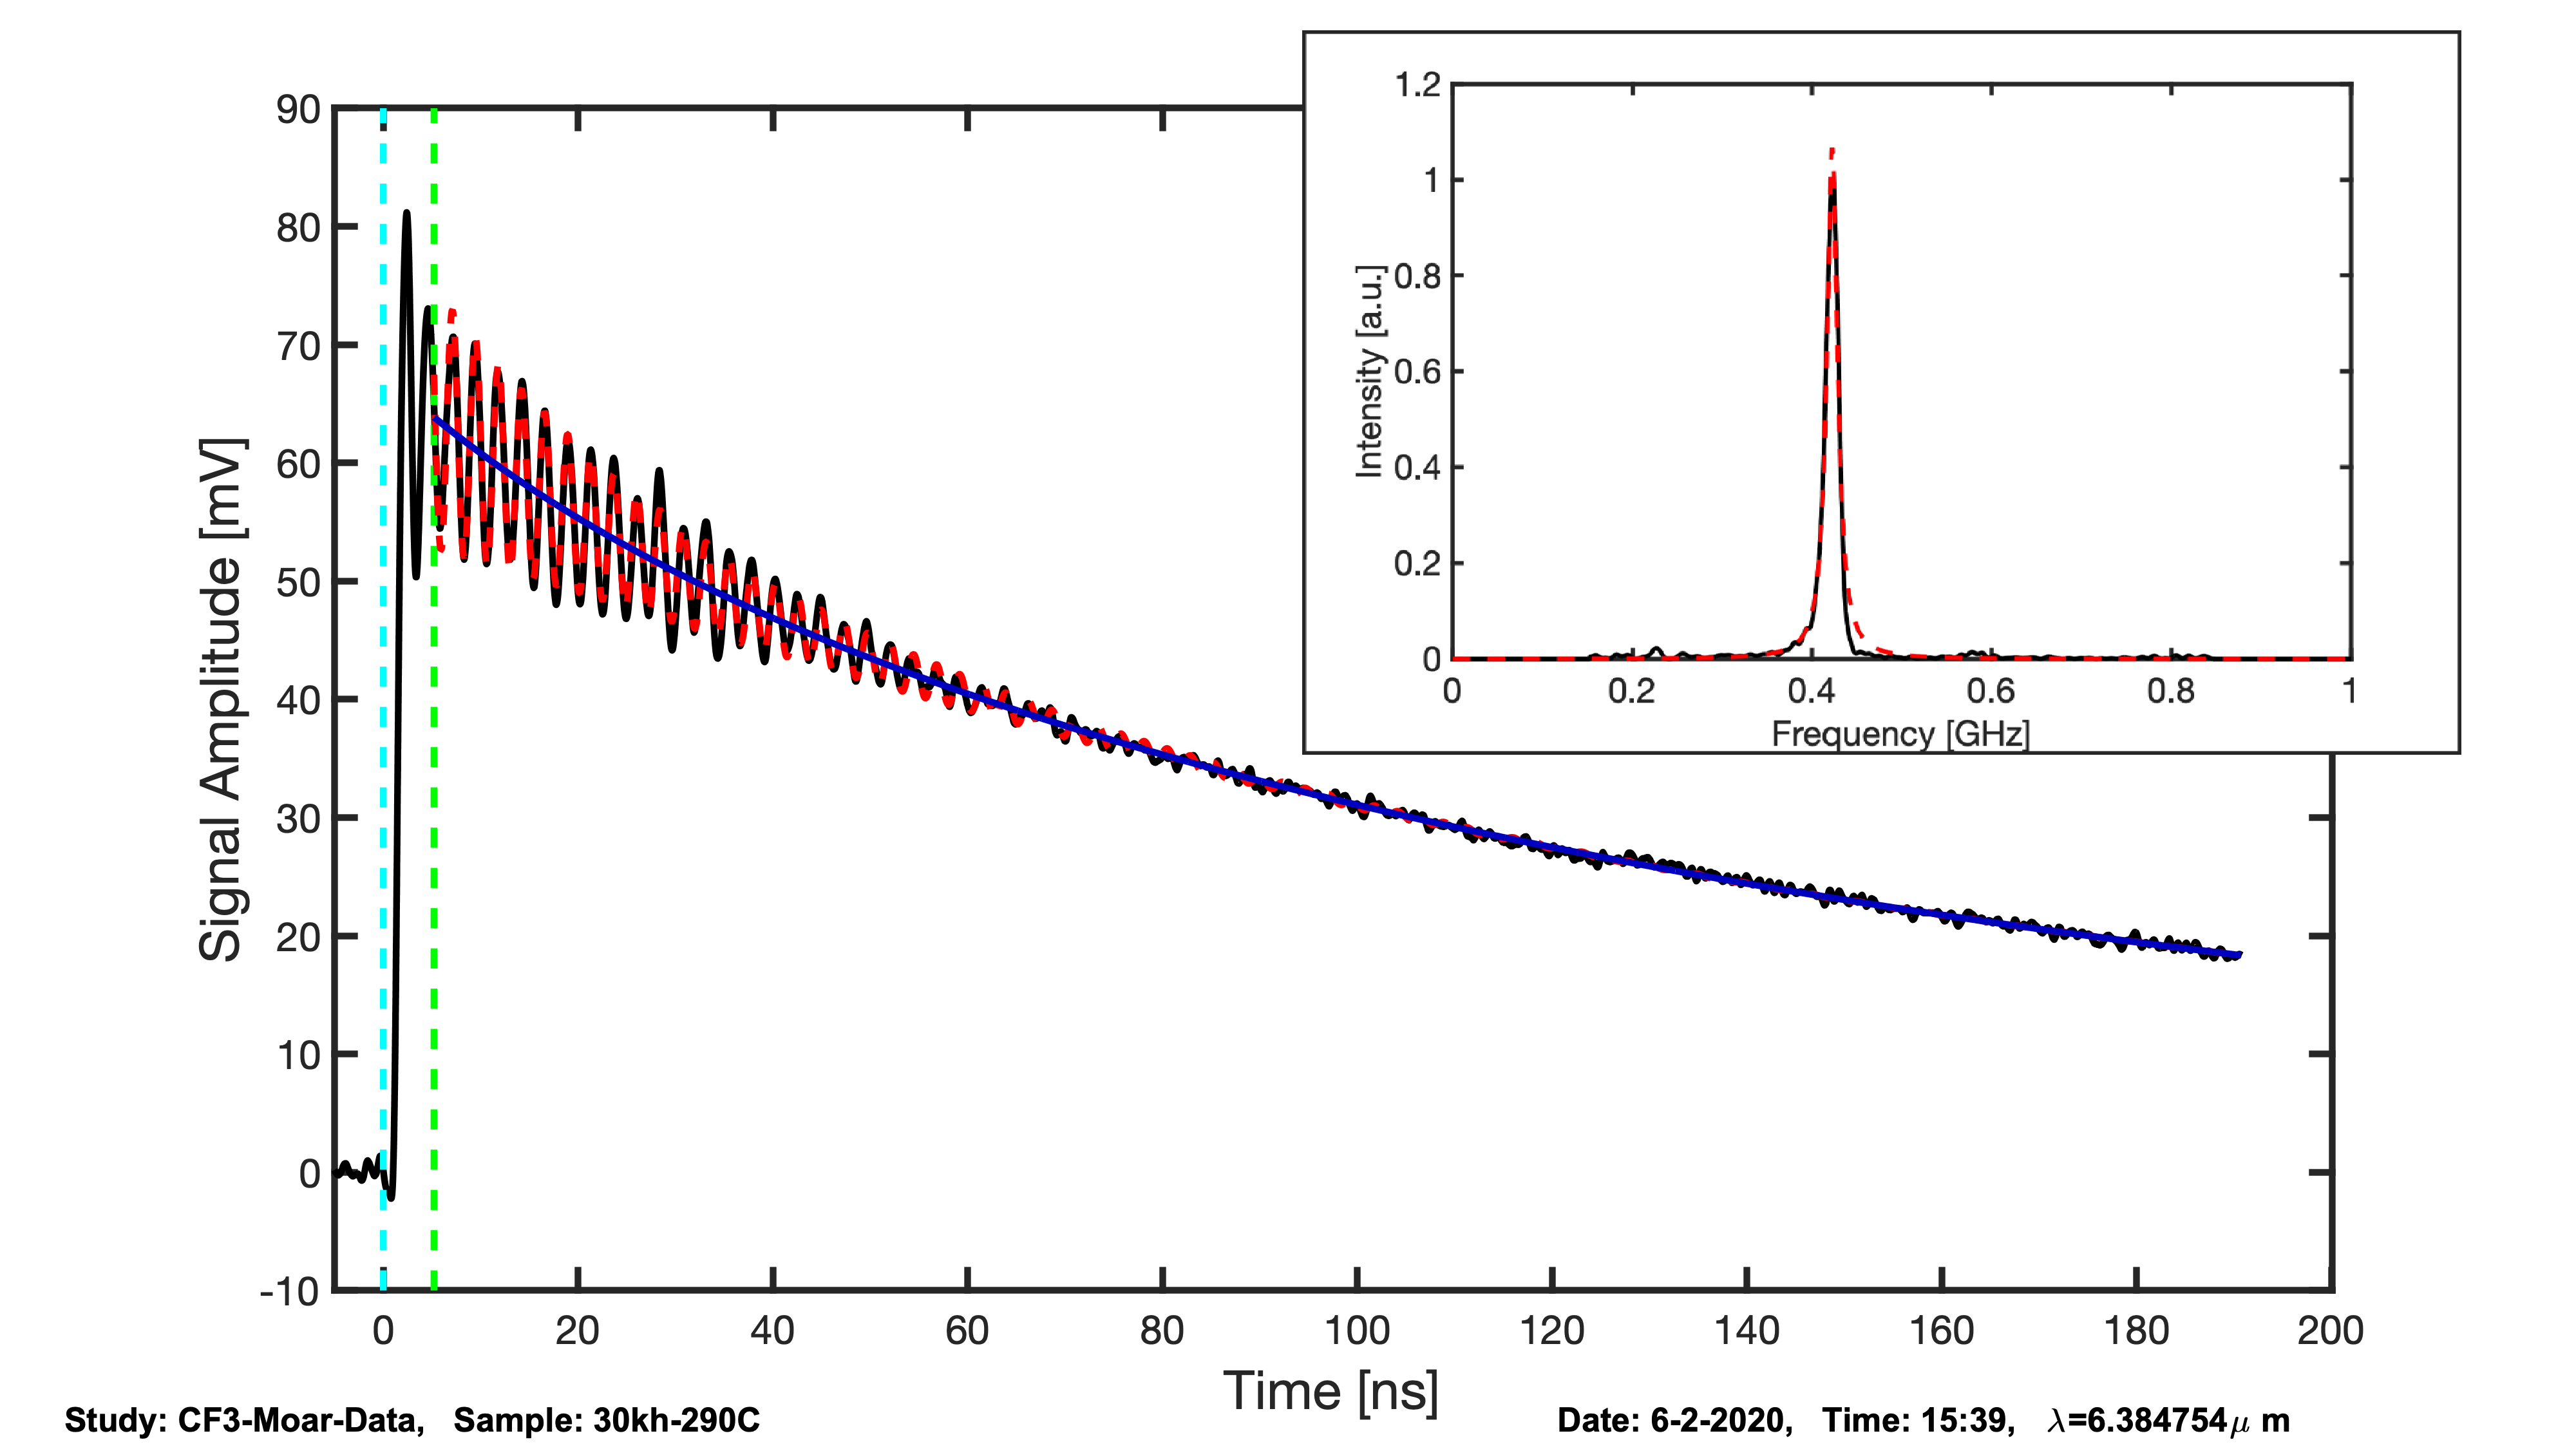 1.2
1
0.8
0.6
0.4
0.2
0
Intensity [a.u.]
0 0.2 0.4 0.6 0.8 1
Frequency [GHz]
90
80
70
60
50
40
30
20
10
0
-10
Signal Amplitude [mV]
0 20 40 60 80 100 120 140 160 180 200
Time [ns]
Study: CF3-Moar-Data, Sample: 30kh-290C
Date: 6-2-2020, Time: 15:39, λ=6.384754μ m